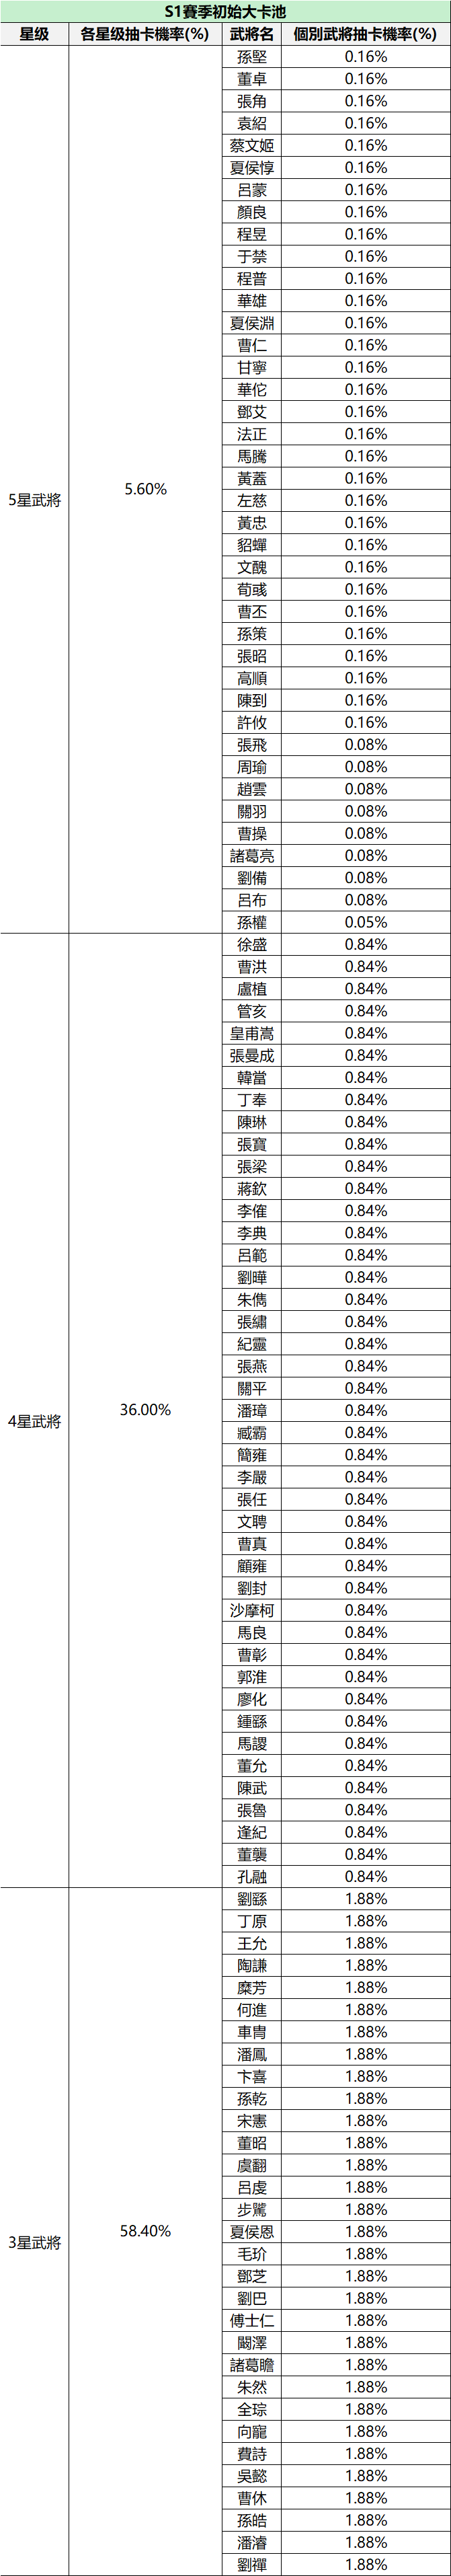 S1賽季初始大卡池
星级 各星级抽卡機率(%) 武將名 個別武將抽卡機率(%)
5星武將 5.60% 孫堅 0.16%
董卓 0.16%
張角 0.16%
袁紹 0.16%
蔡文姬 0.16%
夏侯惇 0.16%
呂蒙 0.16%
顏良 0.16%
程昱 0.16%
于禁 0.16%
程普 0.16%
華雄 0.16%
夏侯淵 0.16%
曹仁 0.16%
甘寧 0.16%
華佗 0.16%
鄧艾 0.16%
法正 0.16%
馬騰 0.16%
黃蓋 0.16%
左慈 0.16%
黃忠 0.16%
貂蟬 0.16%
文醜 0.16%
荀彧 0.16%
曹丕 0.16%
孫策 0.16%
張昭 0.16%
高順 0.16%
陳到 0.16%
許攸 0.16%
張飛 0.08%
周瑜 0.08%
趙雲 0.08%
關羽 0.08%
曹操 0.08%
諸葛亮 0.08%
劉備 0.08%
呂布 0.08%
孫權 0.05%
4星武將 36.00% 徐盛 0.84%
曹洪 0.84%
盧植 0.84%
管亥 0.84%
皇甫嵩 0.84%
張曼成 0.84%
韓當 0.84%
丁奉 0.84%
陳琳 0.84%
張寶 0.84%
張梁 0.84%
蔣欽 0.84%
李傕 0.84%
李典 0.84%
呂範 0.84%
劉曄 0.84%
朱儁 0.84%
張繡 0.84%
紀靈 0.84%
張燕 0.84%
關平 0.84%
潘璋 0.84%
臧霸 0.84%
簡雍 0.84%
李嚴 0.84%
張任 0.84%
文聘 0.84%
曹真 0.84%
顧雍 0.84%
劉封 0.84%
沙摩柯 0.84%
馬良 0.84%
曹彰 0.84%
郭淮 0.84%
廖化 0.84%
鍾繇 0.84%
馬謖 0.84%
董允 0.84%
陳武 0.84%
張魯 0.84%
逢紀 0.84%
董襲 0.84%
孔融 0.84%
3星武將 58.40% 劉繇 1.88%
丁原 1.88%
王允 1.88%
陶謙 1.88%
糜芳 1.88%
何進 1.88%
車冑 1.88%
潘鳳 1.88%
卞喜 1.88%
孫乾 1.88%
宋憲 1.88%
董昭 1.88%
虞翻 1.88%
呂虔 1.88%
步騭 1.88%
夏侯恩 1.88%
毛玠 1.88%
鄧芝 1.88%
劉巴 1.88%
傅士仁 1.88%
闞澤 1.88%
諸葛瞻 1.88%
朱然 1.88%
全琮 1.88%
向寵 1.88%
費詩 1.88%
吳懿 1.88%
曹休 1.88%
孫皓 1.88%
潘濬 1.88%
劉禪 1.88%